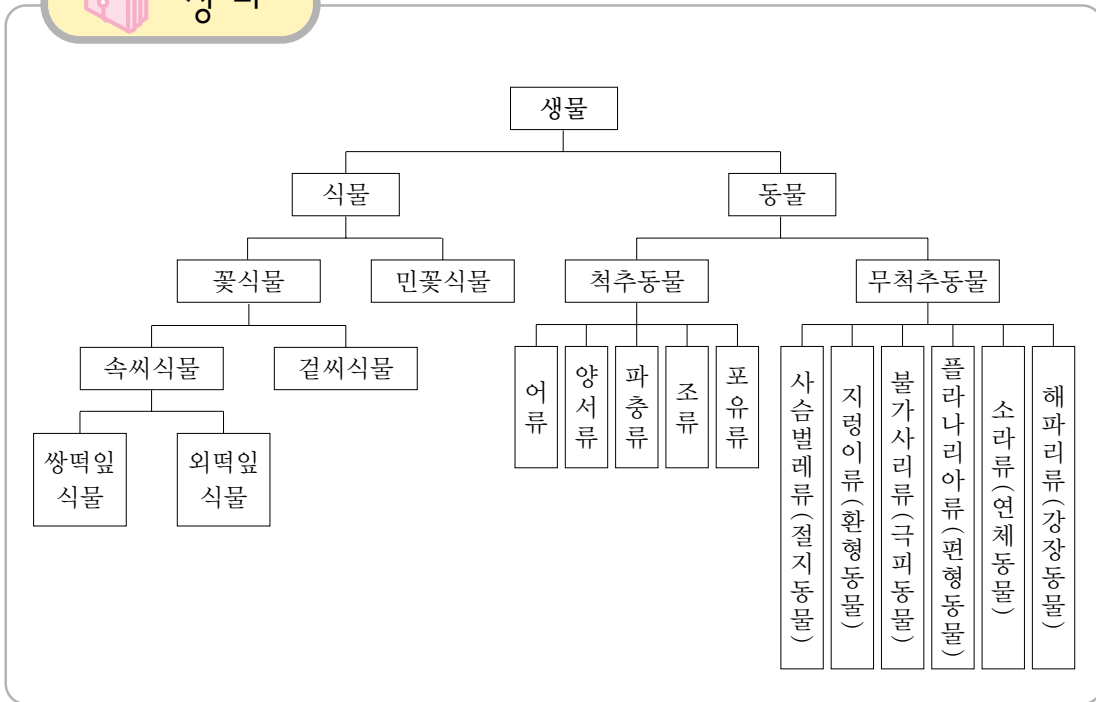 생물
식물
동물
꽃식물
민꽃식물
척추동물
무척추동물
속씨식물
겉씨식물
어류
양서류
파충류
조류
포유류
사슴벌레류(절지동물)
지렁이류(환형동물)
불가사리류(극피동물)
플라나리아류(편형동물)
소라류(연체동물)
해파리류(강장동물)
쌍떡잎
식물
외떡잎
식물